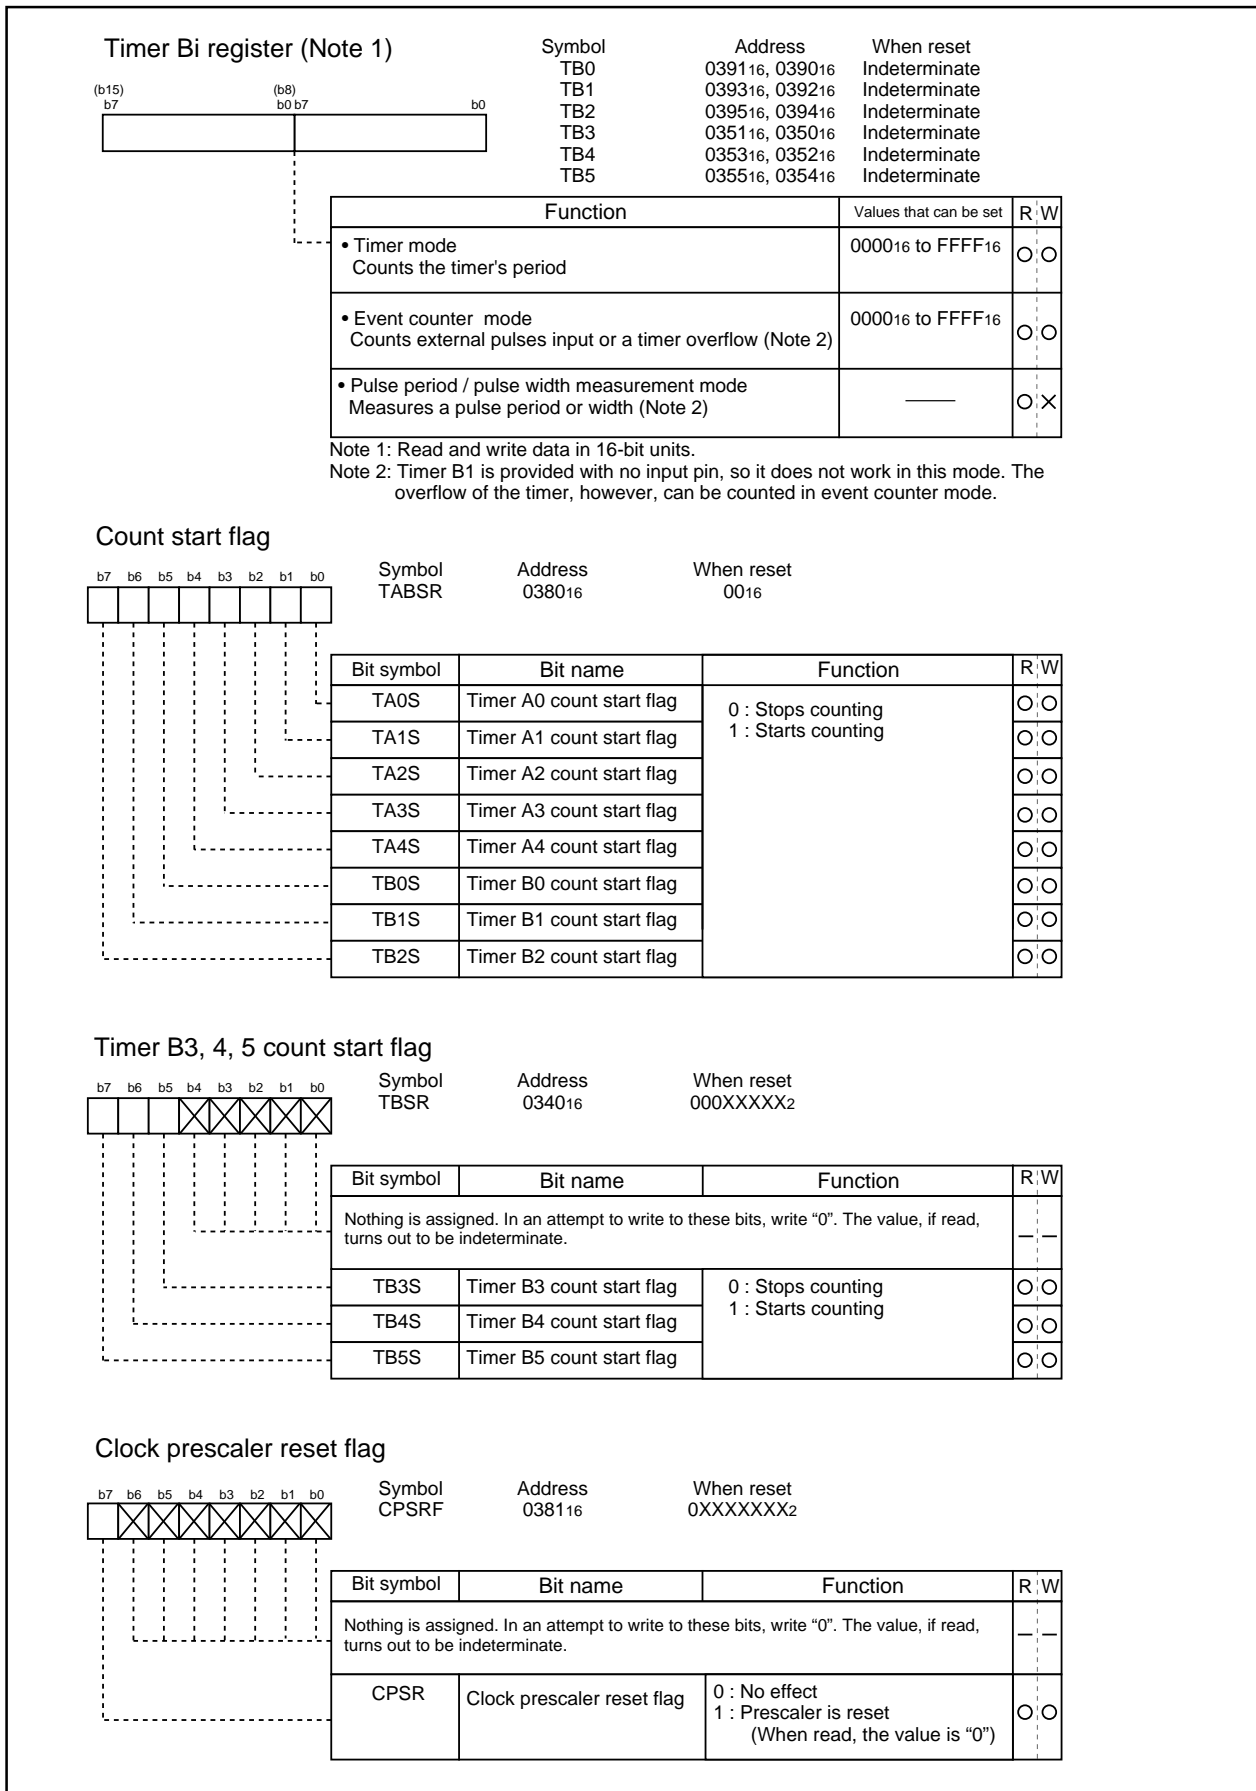 Timer Bi register (Note 1)
Symbol Address When reset
TB0 039116, 039016 Indeterminate
TB1 039316, 039216 Indeterminate
TB2 039516, 039416 Indeterminate
TB3 035116, 035016 Indeterminate
TB4 035316, 035216 Indeterminate
TB5 035516, 035416 Indeterminate
(b15) (b8)
b7 b0 b7 b0
Function Values that can be set R W
• Timer mode 000016 to FFFF16
Counts the timer's period
• Event counter mode 000016 to FFFF16
Counts external pulses input or a timer overflow (Note 2)
• Pulse period / pulse width measurement mode
Measures a pulse period or width (Note 2)
Note 1: Read and write data in 16-bit units.
Note 2: Timer B1 is provided with no input pin, so it does not work in this mode. The
overflow of the timer, however, can be counted in event counter mode.
Count start flag
Symbol Address When reset
TABSR 038016 0016
b7 b6 b5 b4 b3 b2 b1 b0
Bit symbol Bit name Function R W
TA0S Timer A0 count start flag 0 : Stops counting
TA1S Timer A1 count start flag 1 : Starts counting
TA2S Timer A2 count start flag
TA3S Timer A3 count start flag
TA4S Timer A4 count start flag
TB0S Timer B0 count start flag
TB1S Timer B1 count start flag
TB2S Timer B2 count start flag
Timer B3, 4, 5 count start flag
Symbol Address When reset
TBSR 034016 000XXXXX2
b7 b6 b5 b4 b3 b2 b1 b0
Bit symbol Bit name Function R W
Nothing is assigned. In an attempt to write to these bits, write “0”. The value, if read,
turns out to be indeterminate.
TB3S Timer B3 count start flag 0 : Stops counting
TB4S Timer B4 count start flag 1 : Starts counting
TB5S Timer B5 count start flag
Clock prescaler reset flag
Symbol Address When reset
CPSRF 038116 0XXXXXXX2
b7 b6 b5 b4 b3 b2 b1 b0
Bit symbol Bit name Function R W
Nothing is assigned. In an attempt to write to these bits, write “0”. The value, if read,
turns out to be indeterminate.
CPSR Clock prescaler reset flag 0 : No effect
1 : Prescaler is reset
(When read, the value is “0”)